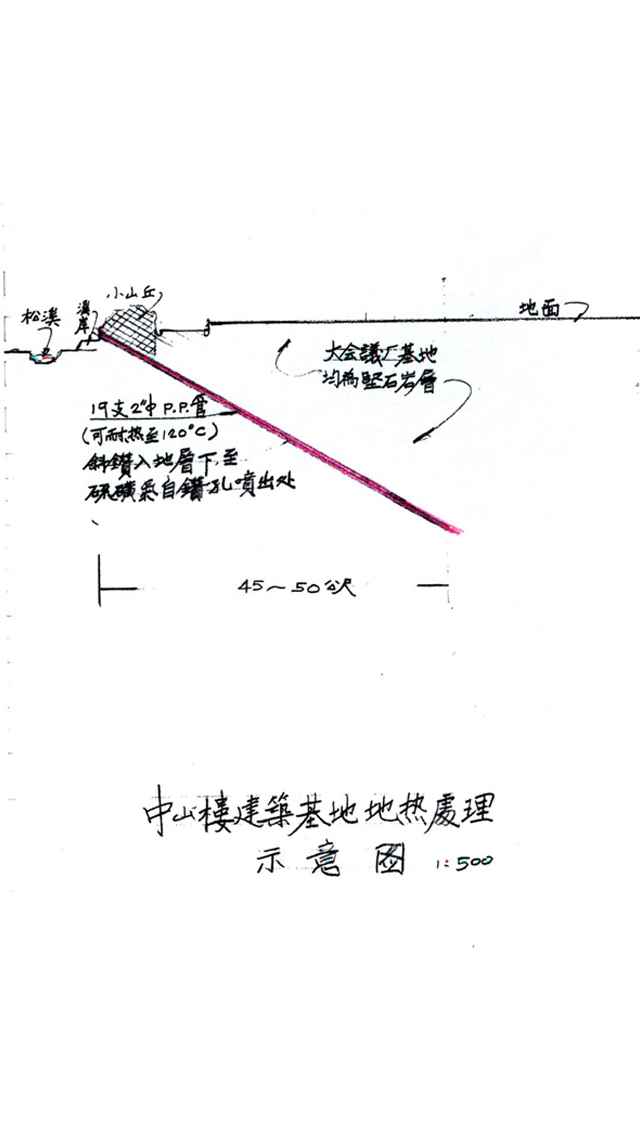 小山丘
松溪
溪岸
地面
大会議厂基地
均為堅石岩層
19支2"中 P.P.管
(可耐热至120°C)
斜鑽入地層下至
硫磺氣自鑽孔噴出处
45～50公尺
中山樓建築基地地热處理
示意图 1:500